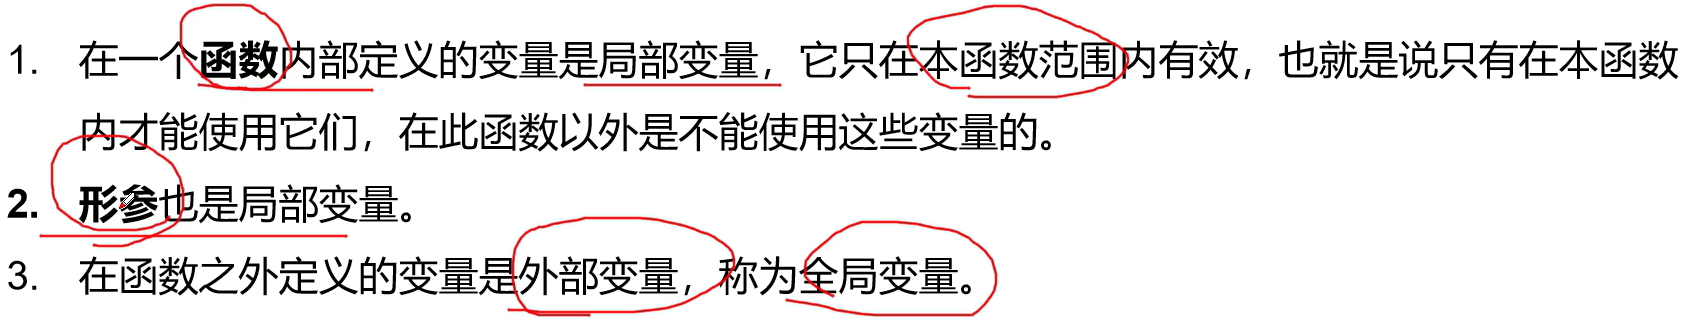 1. 在一个函数内部定义的变量是局部变量，它只在本函数范围内有效，也就是说只有在本函数
内才能使用它们，在此函数以外是不能使用这些变量的。
2. 形参也是局部变量。
3. 在函数之外定义的变量是外部变量，称为全局变量。